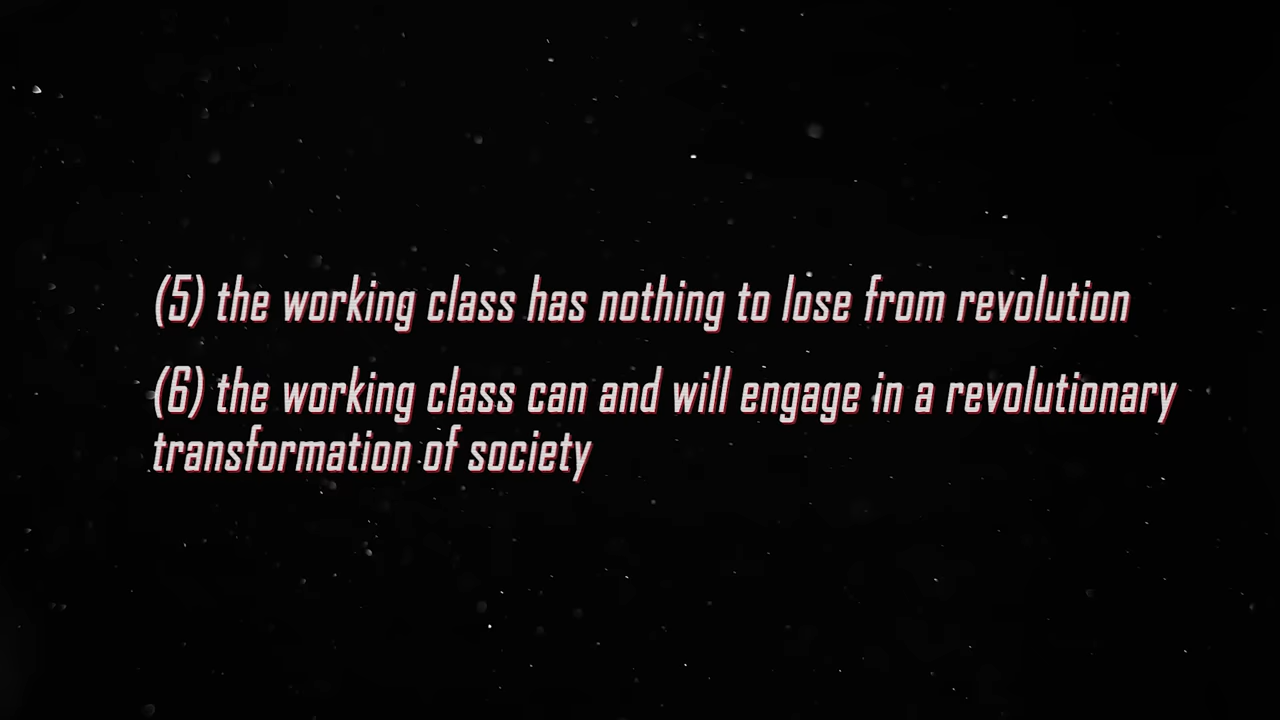 (5) the working class has nothing to lose from revolution
(6) the working class can and will engage in a revolutionary
transformation of society